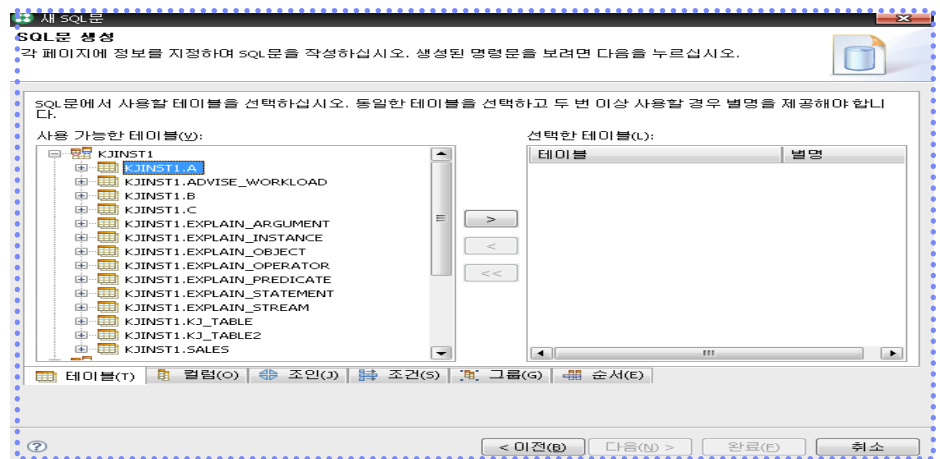 새 SQL문
SQL문 생성
각 페이지에 정보를 지정하여 SQL문을 작성하십시오. 생성된 명령문을 보려면 다음을 누르십시오.
SQL문에서 사용할 테이블을 선택하십시오. 동일한 테이블을 선택하고 두 번 이상 사용할 경우 별명을 제공해야 합니
다.
사용 가능한 테이블(V):
선택한 테이블(L):
KJINST1
KJINST1.A
KJINST1.ADVISE_WORKLOAD
KJINST1.B
KJINST1.C
KJINST1.EXPLAIN_ARGUMENT
KJINST1.EXPLAIN_INSTANCE
KJINST1.EXPLAIN_OBJECT
KJINST1.EXPLAIN_OPERATOR
KJINST1.EXPLAIN_PREDICATE
KJINST1.EXPLAIN_STATEMENT
KJINST1.EXPLAIN_STREAM
KJINST1.KJ_TABLE
KJINST1.KJ_TABLE2
KJINST1.SALES
>
<
<<
테이블 별명
테이블(T) 컬럼(O) 조인(J) 조건(S) 그룹(G) 순서(E)
< 이전(B) 다음(N) > 완료(F) 취소